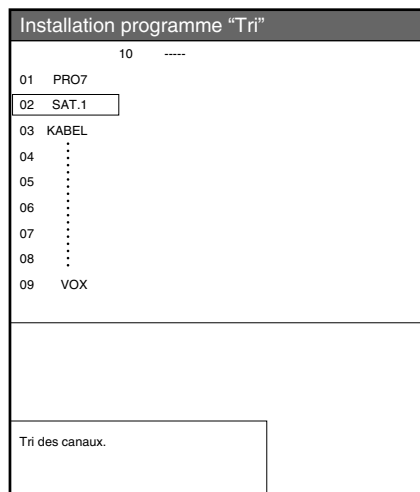 Installation programme “Tri”
10 -----
01 PRO7
02 SAT.1
03 KABEL
04
05
06
07
08
09 VOX
Tri des canaux.